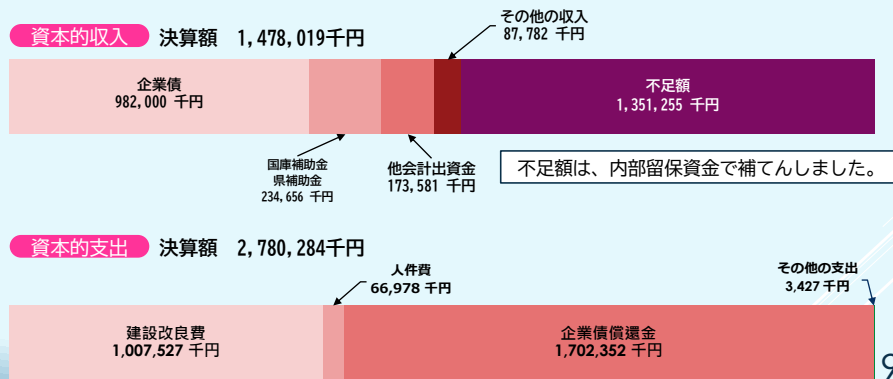 資本的収入 決算額 1,478,019千円
その他の収入
87,782 千円
企業債
982,000 千円
不足額
1,351,255 千円
国庫補助金
県補助金
234,656 千円
他会計出資金
173,581 千円
不足額は、内部留保資金で補てんしました。
資本的支出 決算額 2,780,284千円
人件費
66,978 千円
その他の支出
3,427 千円
建設改良費
1,007,527 千円
企業債償還金
1,702,352 千円
9